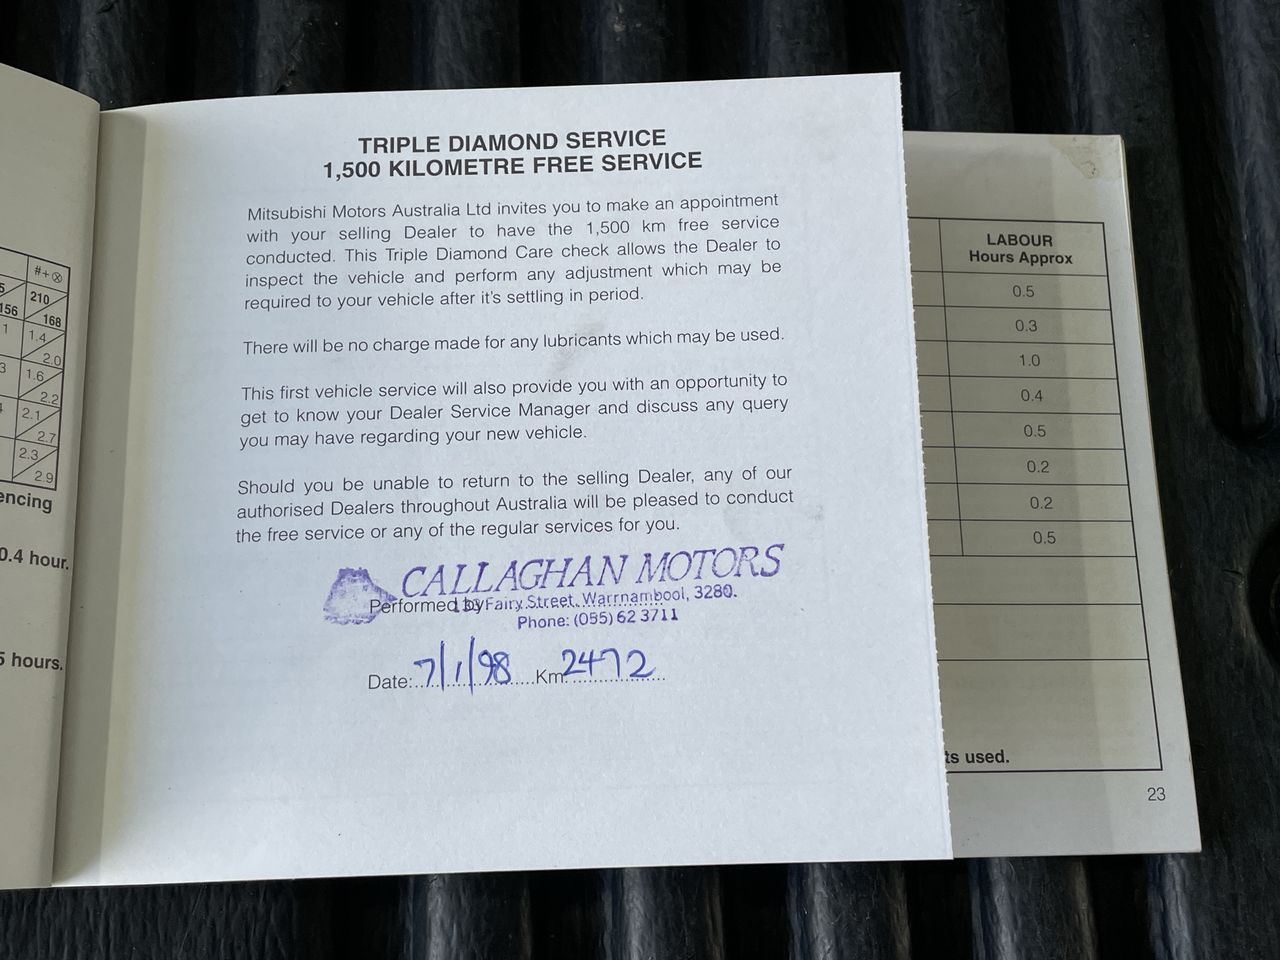 TRIPLE DIAMOND SERVICE
1,500 KILOMETRE FREE SERVICE
Mitsubishi Motors Australia Ltd invites you to make an appointment
with your selling Dealer to have the 1,500 km free service
conducted. This Triple Diamond Care check allows the Dealer to
inspect the vehicle and perform any adjustment which may be
required to your vehicle after it's settling in period.
There will be no charge made for any lubricants which may be used.
This first vehicle service will also provide you with an opportunity to
get to know your Dealer Service Manager and discuss any query
you may have regarding your new vehicle.
Should you be unable to return to the selling Dealer, any of our
authorised Dealers throughout Australia will be pleased to conduct
the free service or any of the regular services for you.
CALLAGHAN MOTORS
Performed by
Fairy Street, Warrnambool, 3280.
Phone: (055) 62 3711
Date: 7/1/98 Km 2472
#+⊗
210
156
168
1
1.4
2.0
3
1.6
2.2
2.1
2.7
2.3
2.9
encing
0.4 hour.
5 hours.
LABOUR
Hours Approx
0.5
0.3
1.0
0.4
0.5
0.2
0.2
0.5
ts used.
23